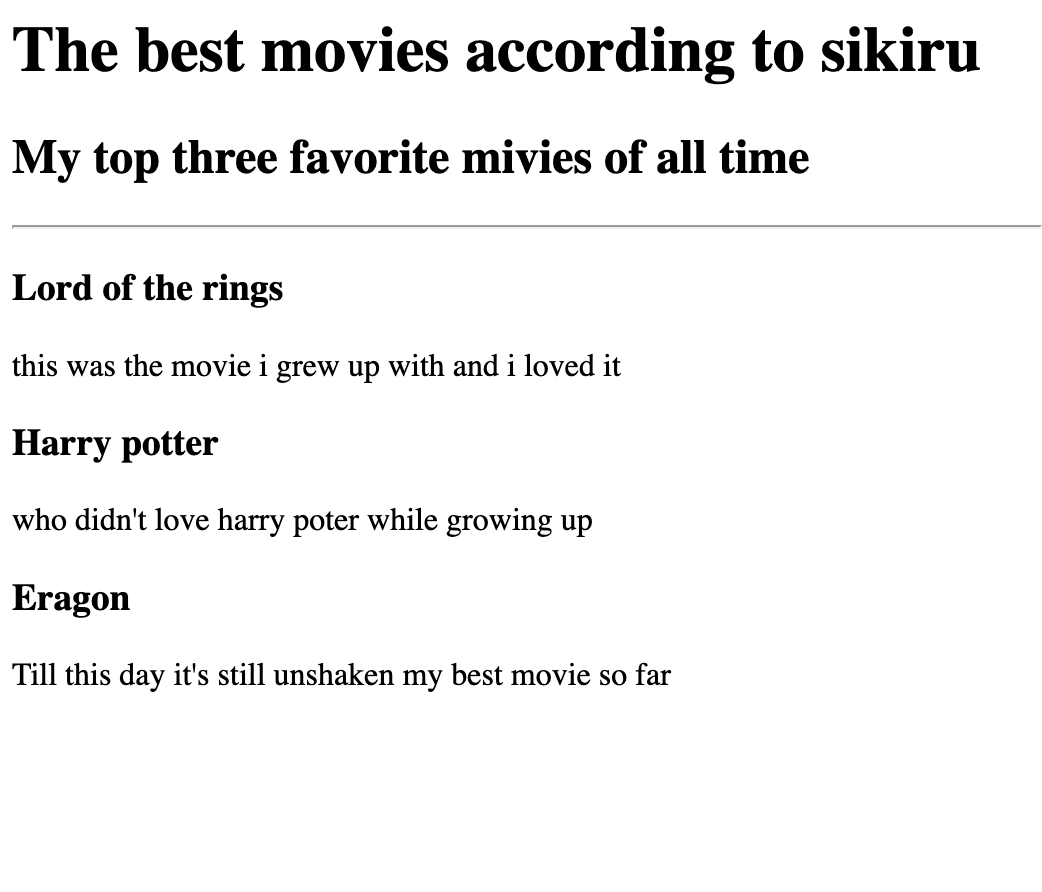 The best movies according to sikiru
My top three favorite mivies of all time
Lord of the rings
this was the movie i grew up with and i loved it
Harry potter
who didn't love harry poter while growing up
Eragon
Till this day it's still unshaken my best movie so far